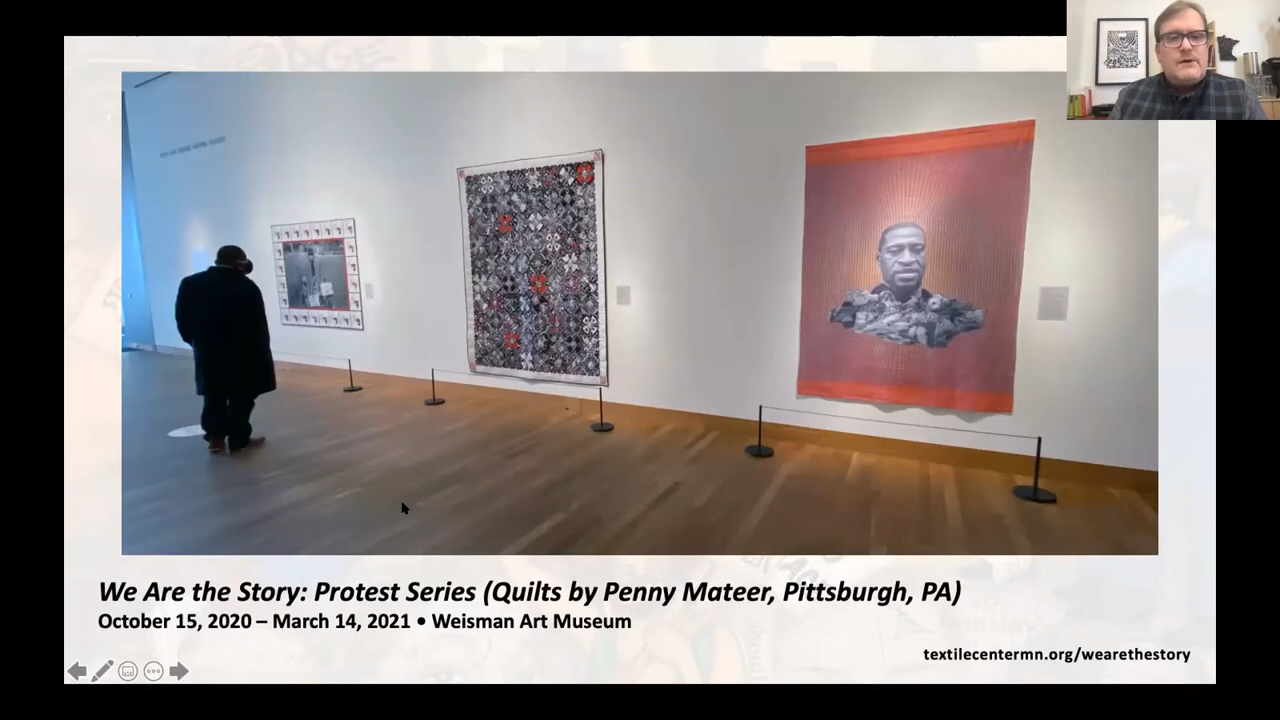 We Are the Story: Protest Series (Quilts by Penny Mateer, Pittsburgh, PA)
October 15, 2020 – March 14, 2021 • Weisman Art Museum
textilecentermn.org/wearethestory